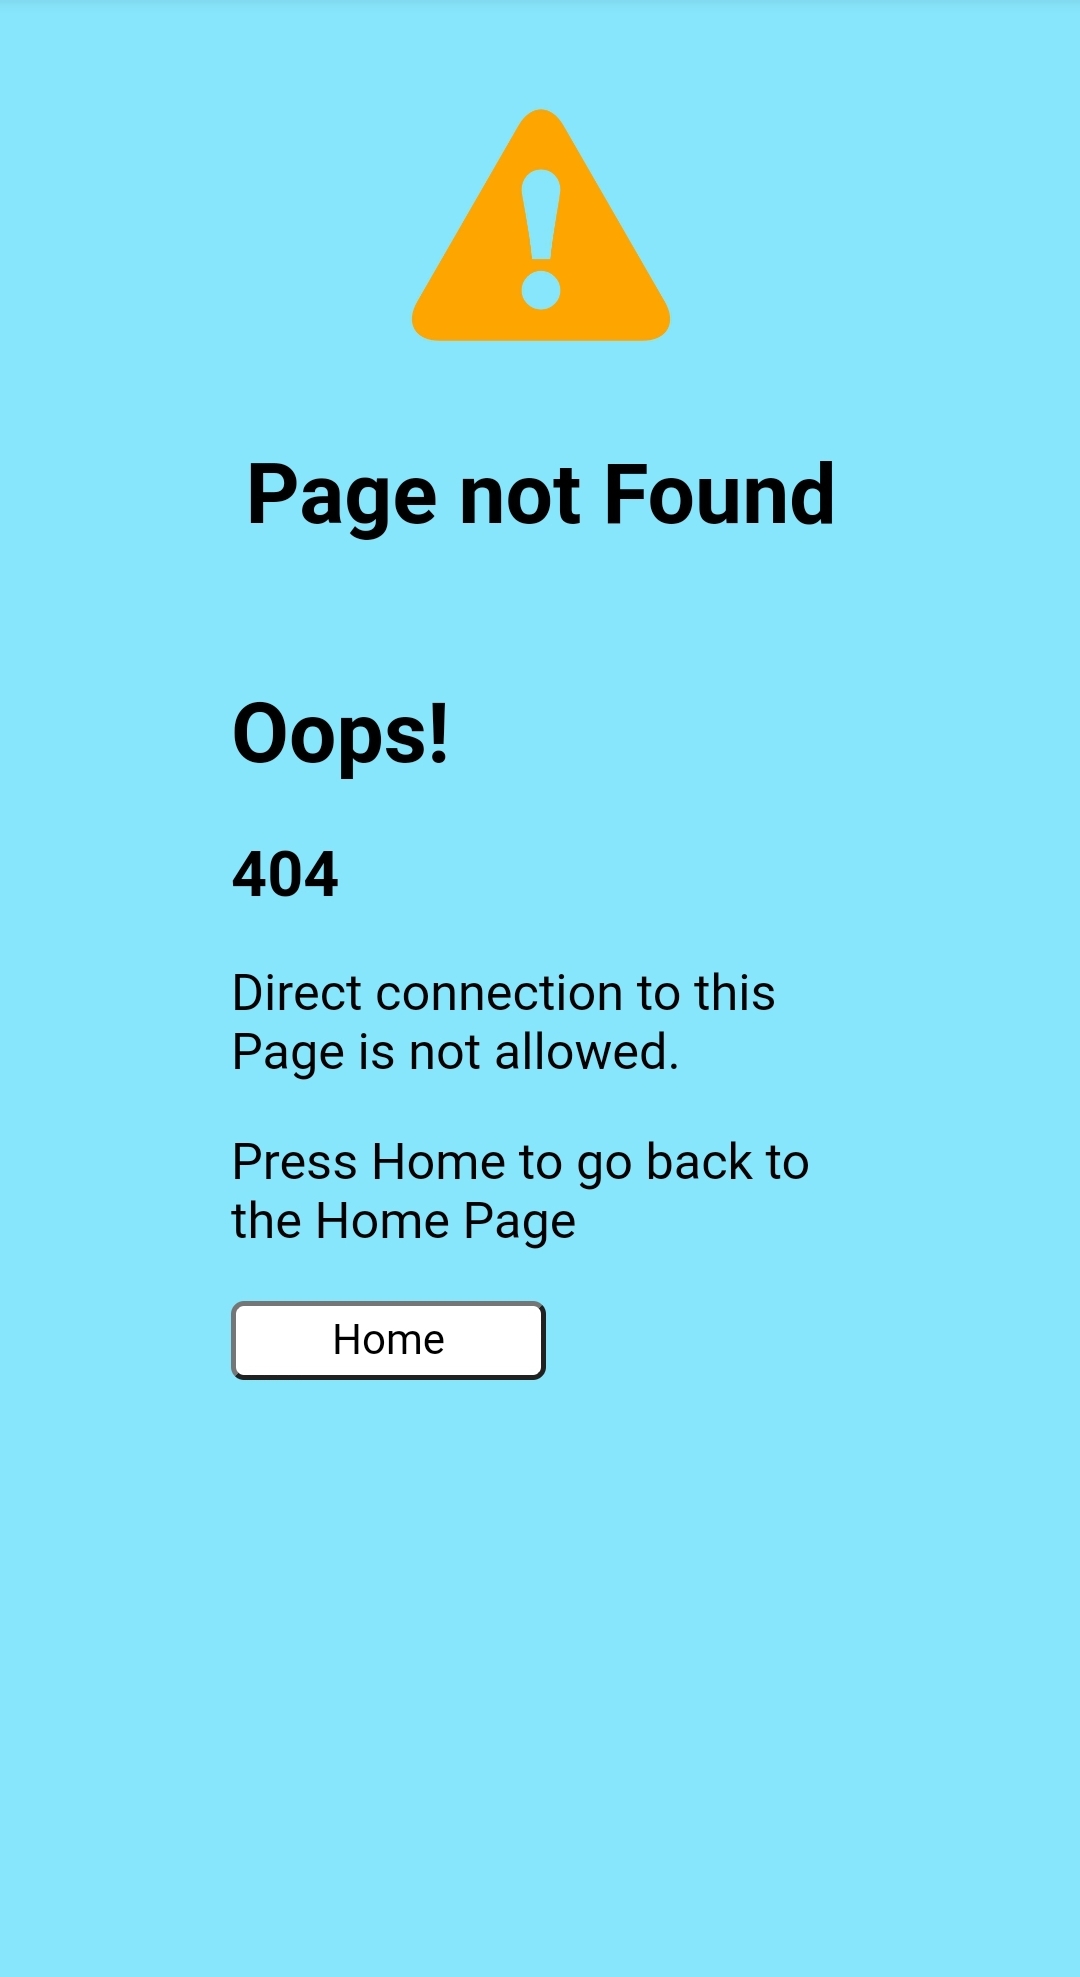 Page not Found
Oops!
404
Direct connection to this
Page is not allowed.
Press Home to go back to
the Home Page
Home